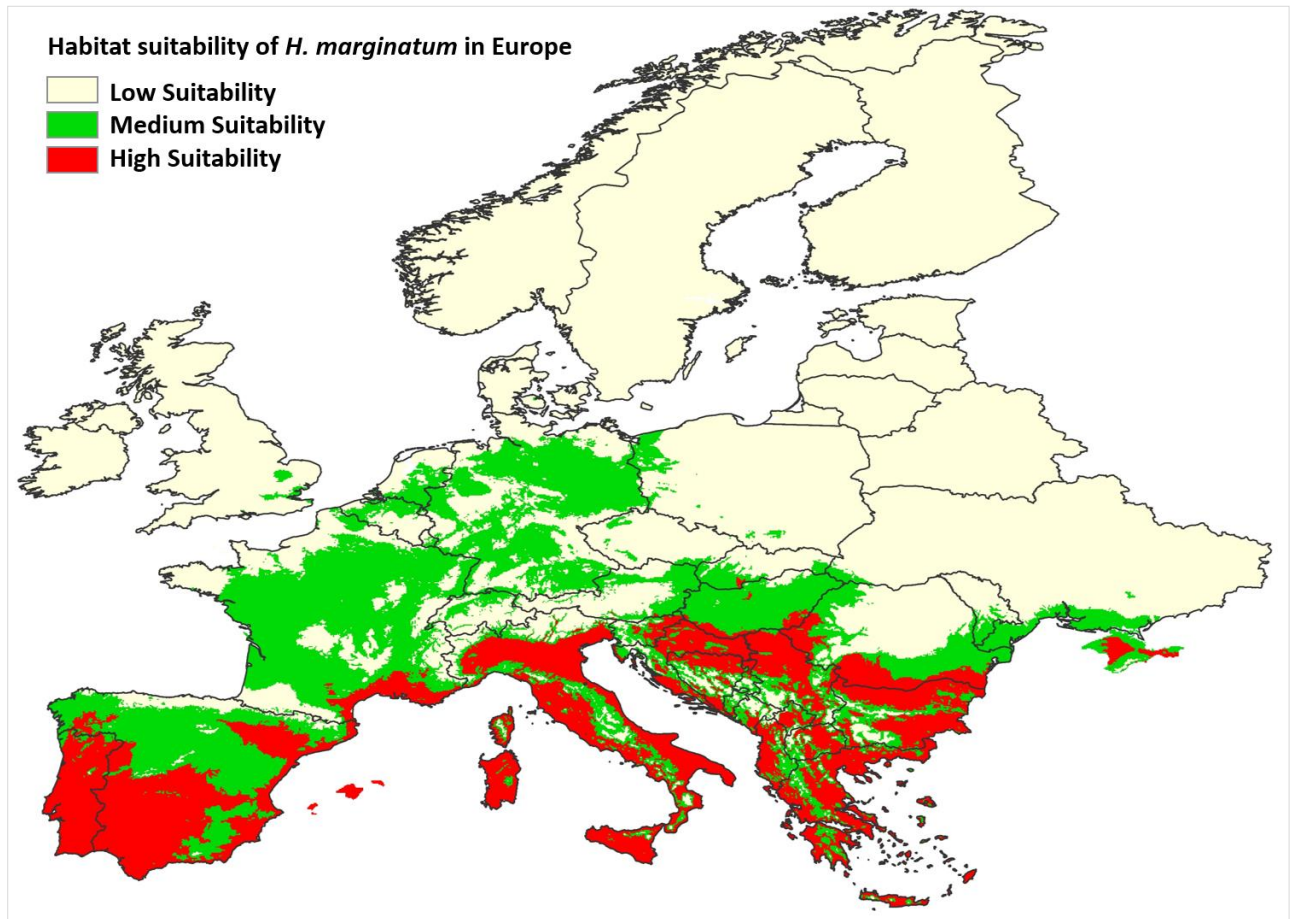 Habitat suitability of H. marginatum in Europe
Low Suitability
Medium Suitability
High Suitability